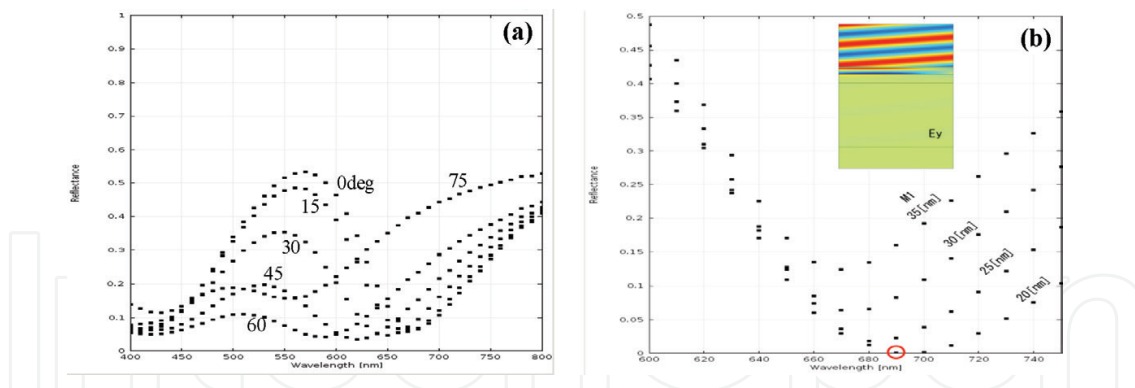 (a)
1
0.9
0.8
0.7
0.6
0.5
0.4
0.3
0.2
0.1
0
Reflectance
0deg
15
30
45
60
75
400 450 500 550 600 650 700 750 800
Wavelength [nm]
(b)
0.5
0.45
0.4
0.35
0.3
0.25
0.2
0.15
0.1
0.05
0
Reflectance
Ey
M1
35[nm]
30[nm]
25[nm]
20[nm]
600 620 640 660 680 700 720 740
Wavelength [nm]